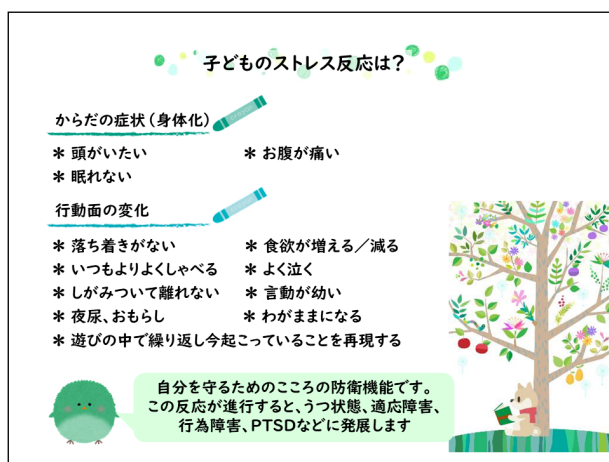 子どものストレス反応は？
からだの症状（身体化）
＊ 頭がいたい ＊ お腹が痛い
＊ 眠れない
行動面の変化
＊ 落ち着きがない ＊ 食欲が増える／減る
＊ いつもよりよくしゃべる ＊ よく泣く
＊ しがみついて離れない ＊ 言動が幼い
＊ 夜尿、おもらし ＊ わがままになる
＊ 遊びの中で繰り返し今起こっていることを再現する
自分を守るためのこころの防衛機能です。
この反応が進行すると、うつ状態、適応障害、
行為障害、PTSDなどに発展します